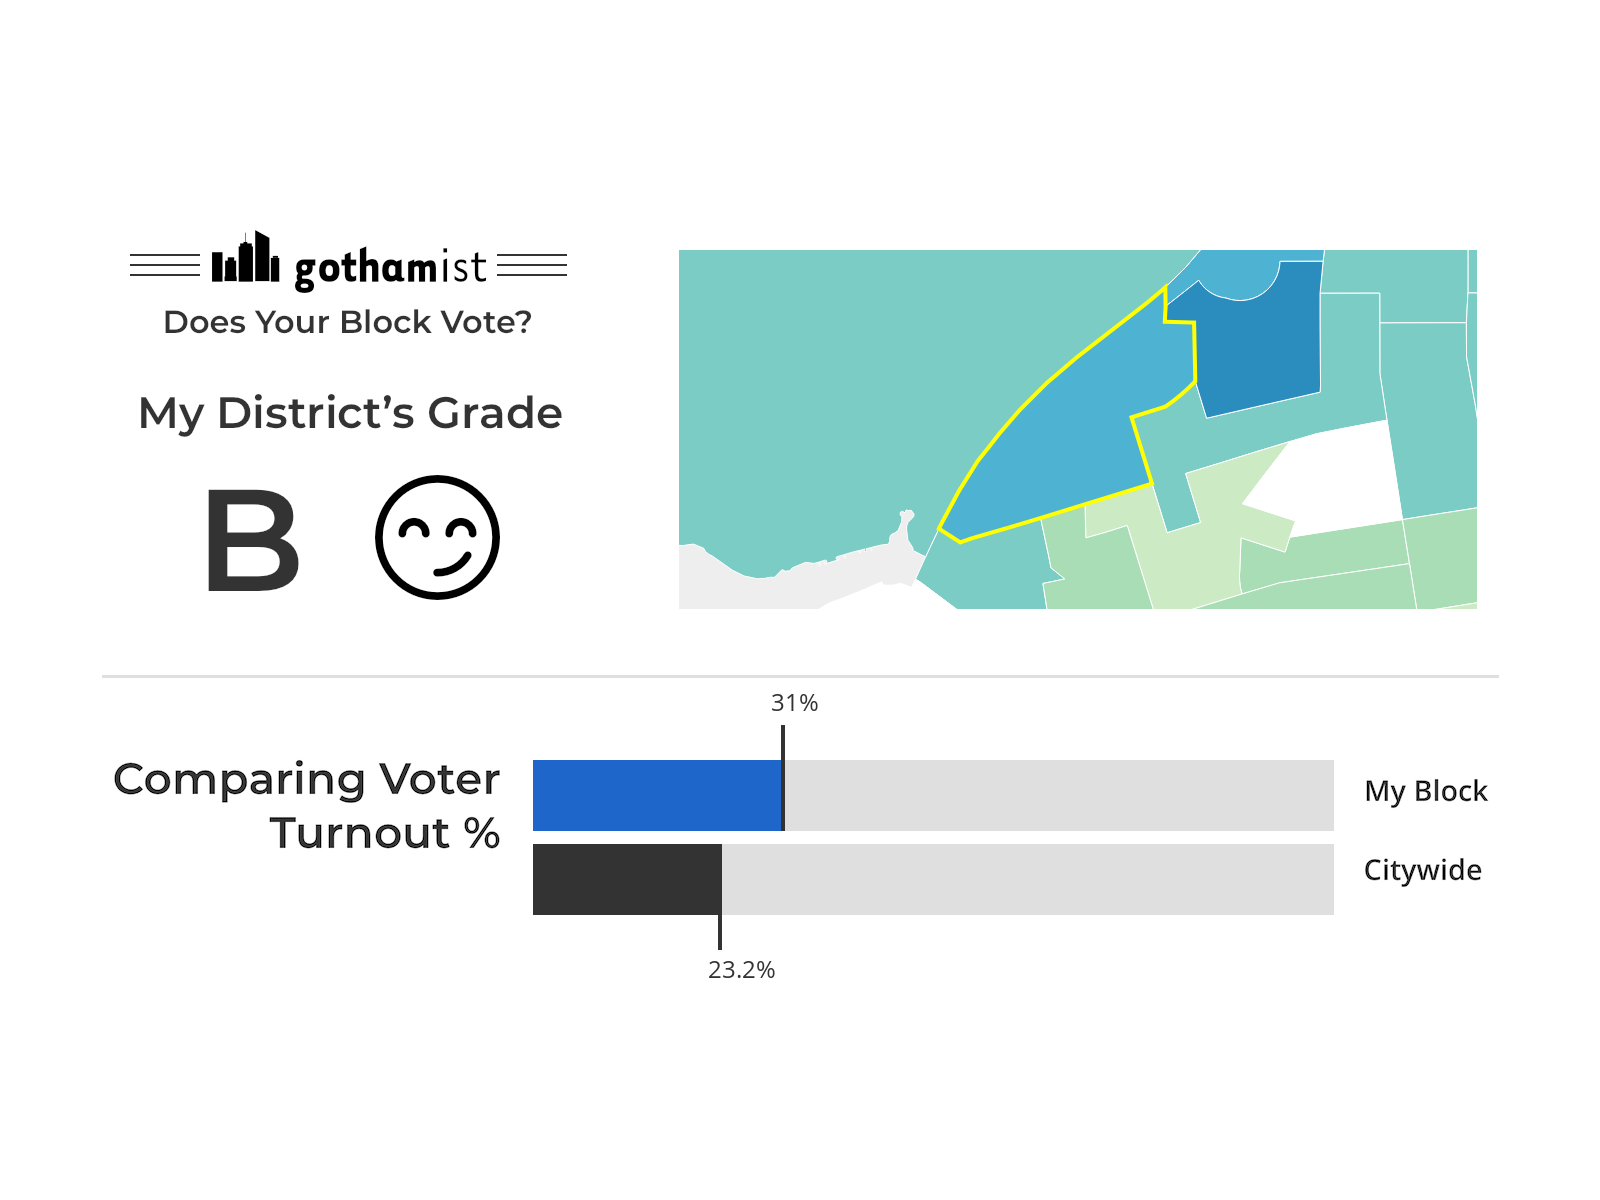 gothamist
Does Your Block Vote?
My District’s Grade
B
31%
Comparing Voter
Turnout %
My Block
Citywide
23.2%